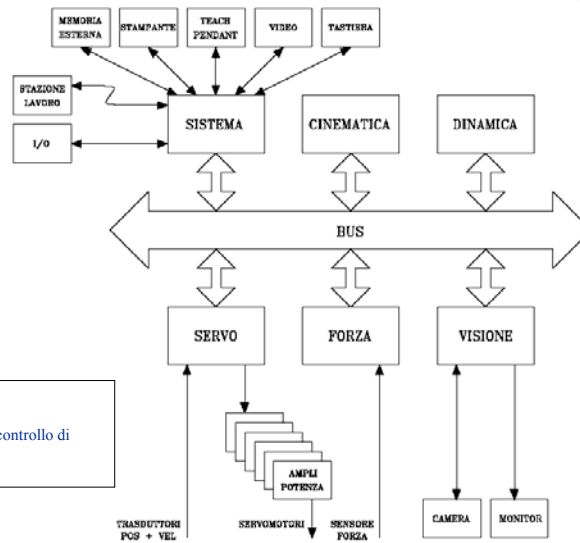 MEMORIA
ESTERNA
STAMPANTE
TEACH
PENDANT
VIDEO
TASTIERA
STAZIONE
LAVORO
I/O
SISTEMA
CINEMATICA
DINAMICA
BUS
SERVO
FORZA
VISIONE
controllo di
AMPLI
POTENZA
TRASDUTTORI
POS + VEL
SERVOMOTORI
SENSORE
FORZA
CAMERA
MONITOR